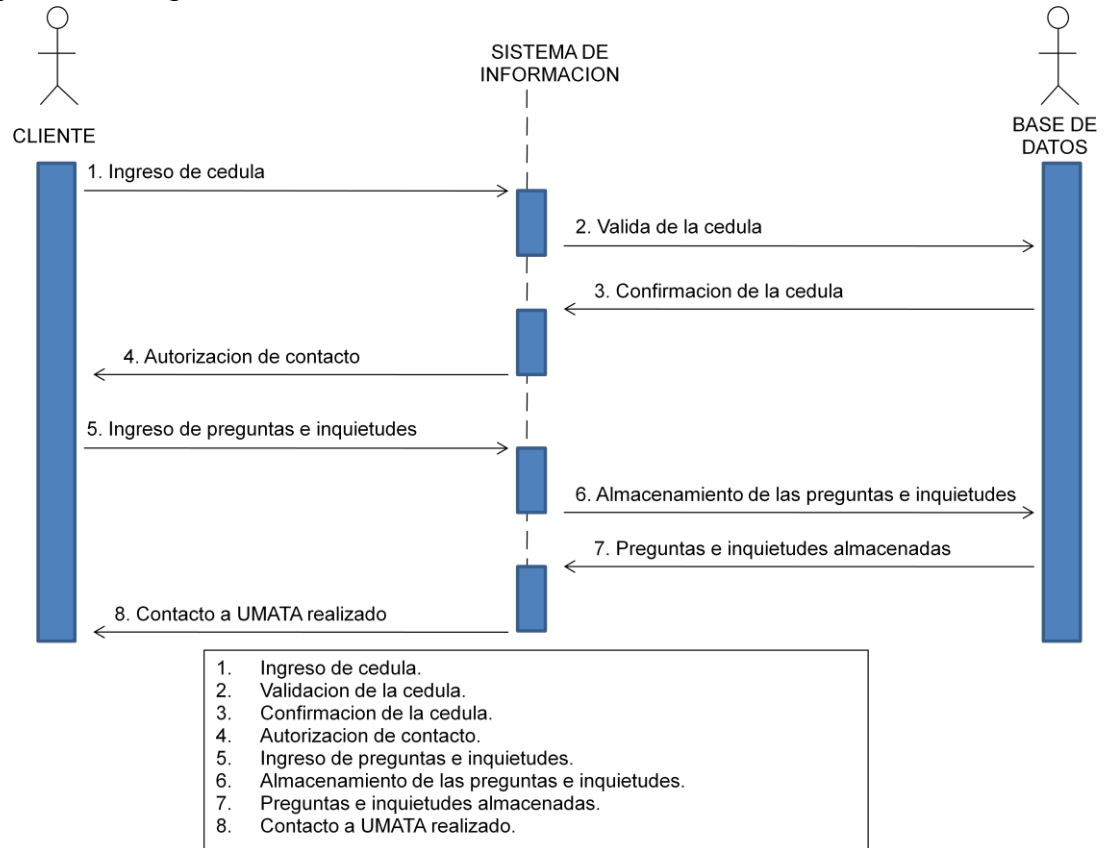 SISTEMA DE
INFORMACION
CLIENTE
BASE DE
DATOS
1. Ingreso de cedula
2. Valida de la cedula
3. Confirmacion de la cedula
4. Autorizacion de contacto
5. Ingreso de preguntas e inquietudes
6. Almacenamiento de las preguntas e inquietudes
7. Preguntas e inquietudes almacenadas
8. Contacto a UMATA realizado
1. Ingreso de cedula.
2. Validacion de la cedula.
3. Confirmacion de la cedula.
4. Autorizacion de contacto.
5. Ingreso de preguntas e inquietudes.
6. Almacenamiento de las preguntas e inquietudes.
7. Preguntas e inquietudes almacenadas.
8. Contacto a UMATA realizado.